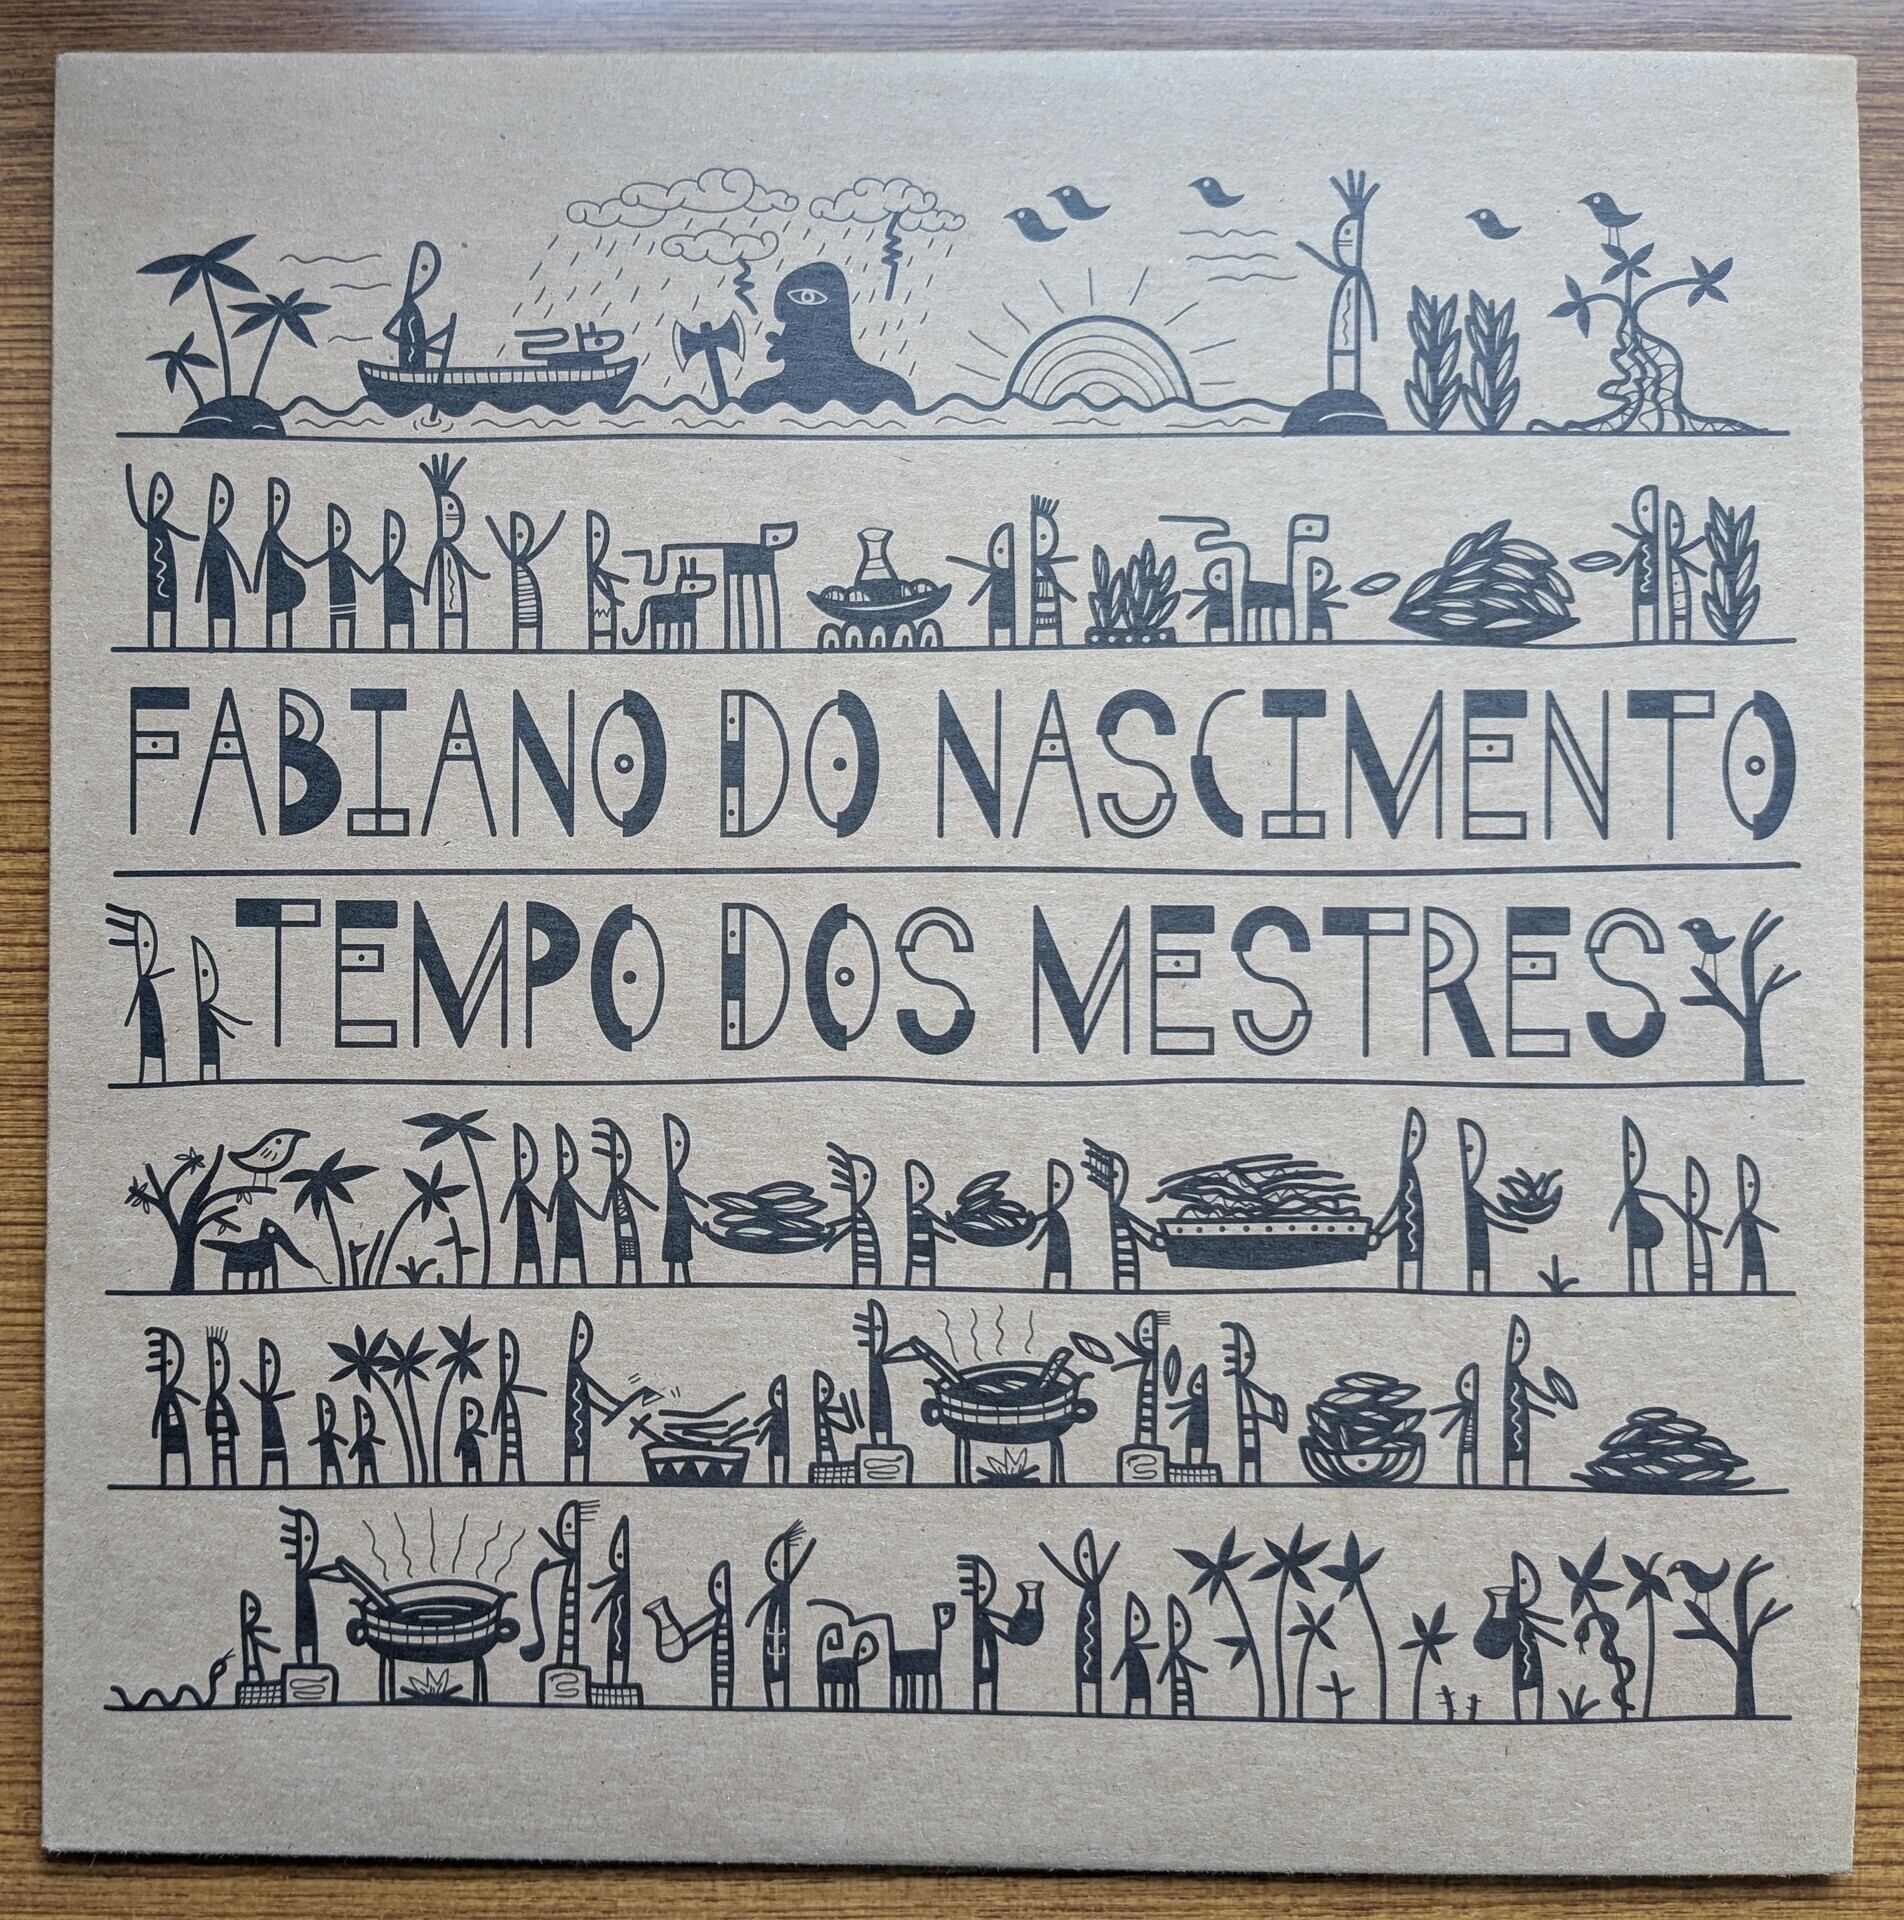 FABIANO DO NASCIMENTO
TEMPO DOS MESTRES